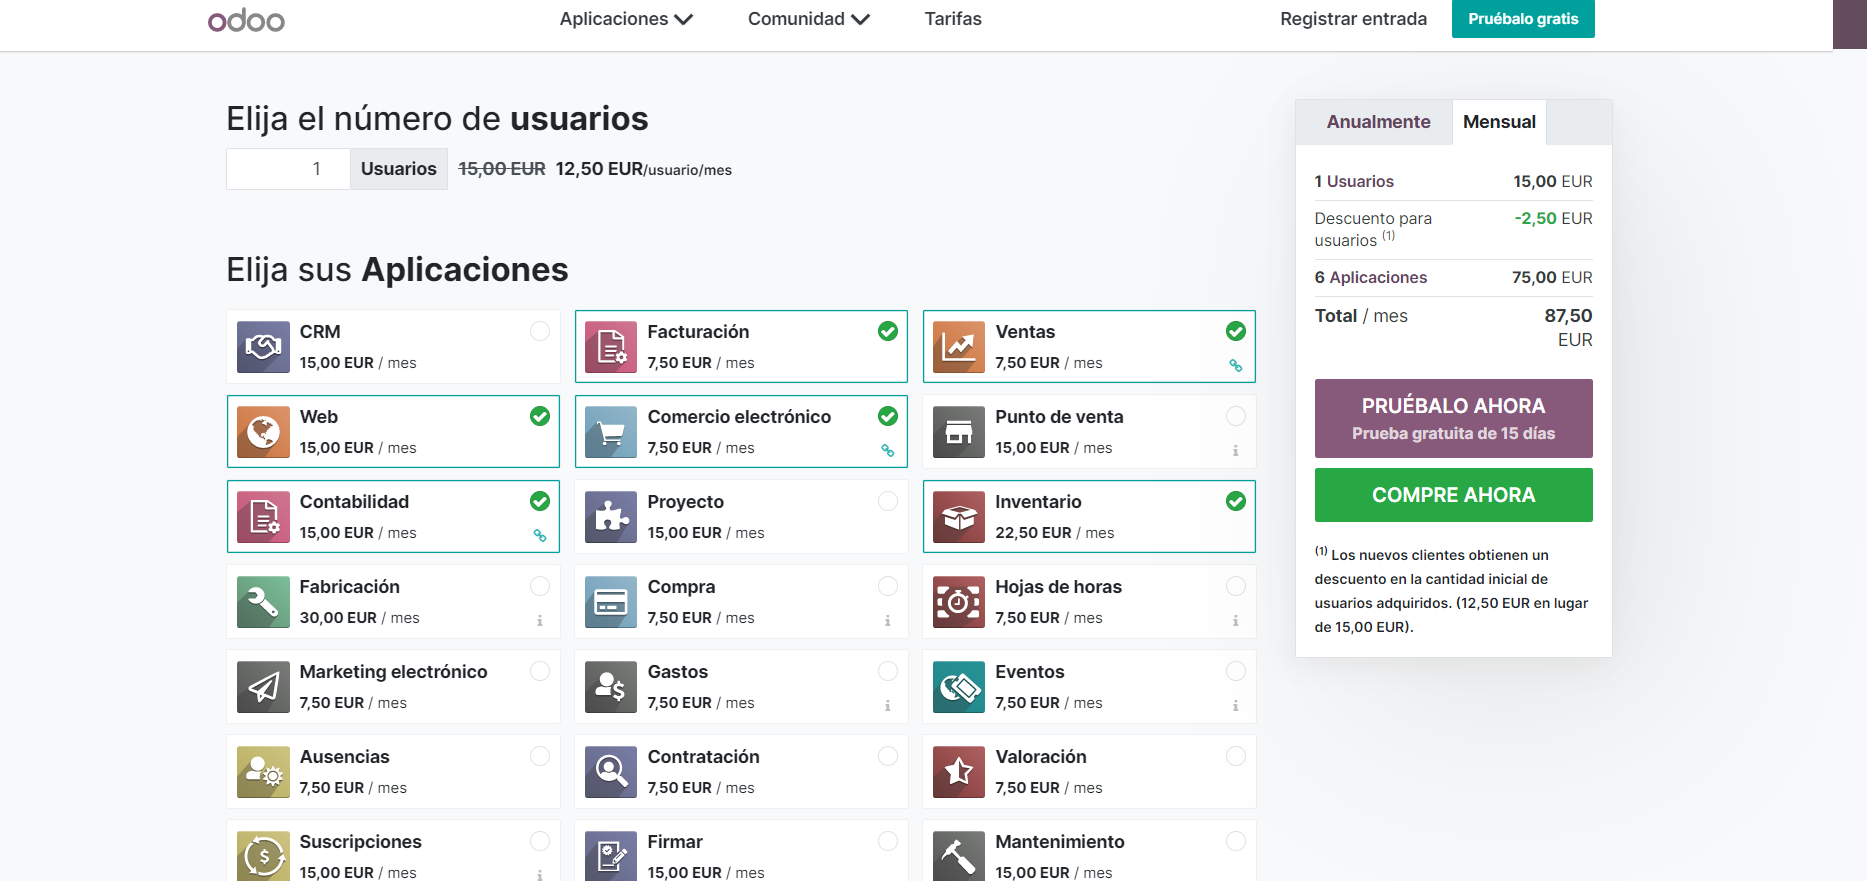 odoo
Aplicaciones
Comunidad
Tarifas
Registrar entrada
Pruébalo gratis
Elija el número de usuarios
1 Usuarios 15,00 EUR 12,50 EUR/usuario/mes
Elija sus Aplicaciones
CRM
15,00 EUR / mes
Facturación
7,50 EUR / mes
Ventas
7,50 EUR / mes
Web
15,00 EUR / mes
Comercio electrónico
7,50 EUR / mes
Punto de venta
15,00 EUR / mes
Contabilidad
15,00 EUR / mes
Proyecto
15,00 EUR / mes
Inventario
22,50 EUR / mes
Fabricación
30,00 EUR / mes
Compra
7,50 EUR / mes
Hojas de horas
7,50 EUR / mes
Marketing electrónico
7,50 EUR / mes
Gastos
7,50 EUR / mes
Eventos
7,50 EUR / mes
Ausencias
7,50 EUR / mes
Contratación
7,50 EUR / mes
Valoración
7,50 EUR / mes
Suscripciones
15,00 EUR / mes
Firmar
15,00 EUR / mes
Mantenimiento
15,00 EUR / mes
Anualmente
Mensual
1 Usuarios 15,00 EUR
Descuento para -2,50 EUR
usuarios (1)
6 Aplicaciones 75,00 EUR
Total / mes 87,50
EUR
PRUÉBALO AHORA
Prueba gratuita de 15 días
COMPRE AHORA
(1) Los nuevos clientes obtienen un
descuento en la cantidad inicial de
usuarios adquiridos. (12,50 EUR en lugar
de 15,00 EUR).